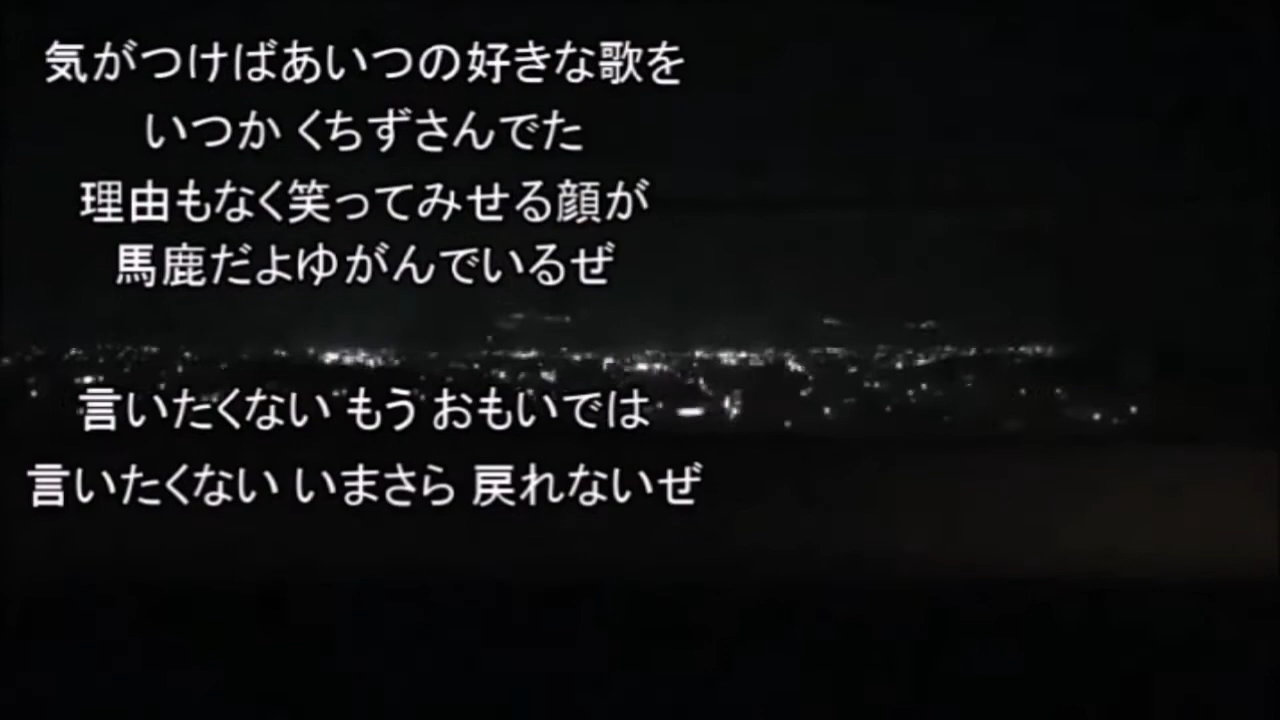 気がつけばあいつの好きな歌を
いつか くちずさんでた
理由もなく笑ってみせる顔が
馬鹿だよゆがんでいるぜ
言いたくない もう おもいでは
言いたくない いまさら 戻れないぜ